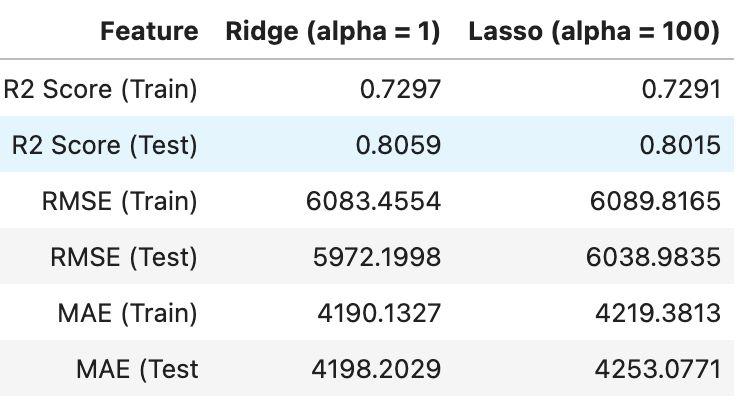 Feature Ridge (alpha = 1) Lasso (alpha = 100)
R2 Score (Train) 0.7297 0.7291
R2 Score (Test) 0.8059 0.8015
RMSE (Train) 6083.4554 6089.8165
RMSE (Test) 5972.1998 6038.9835
MAE (Train) 4190.1327 4219.3813
MAE (Test 4198.2029 4253.0771